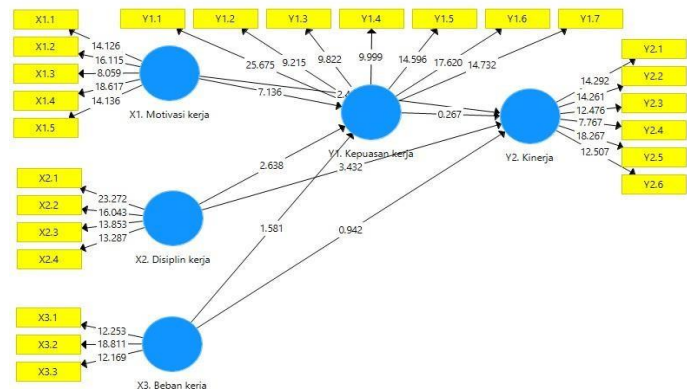 X1.1
X1.2
X1.3
X1.4
X1.5
14.126
16.115
8.059
18.617
14.136
X1. Motivasi kerja
Y1.1
Y1.2
Y1.3
Y1.4
Y1.5
Y1.6
Y1.7
25.675
9.215
9.822
9.999
14.596
17.620
14.732
7.136
Y1. Kepuasan kerja
0.267
Y2. Kinerja
Y2.1
Y2.2
Y2.3
Y2.4
Y2.5
Y2.6
14.292
14.261
12.476
7.767
18.267
12.507
X2.1
X2.2
X2.3
X2.4
23.272
16.043
13.853
13.287
X2. Disiplin kerja
2.638
3.432
1.581
0.942
X3.1
X3.2
X3.3
12.253
18.811
12.169
X3. Beban kerja